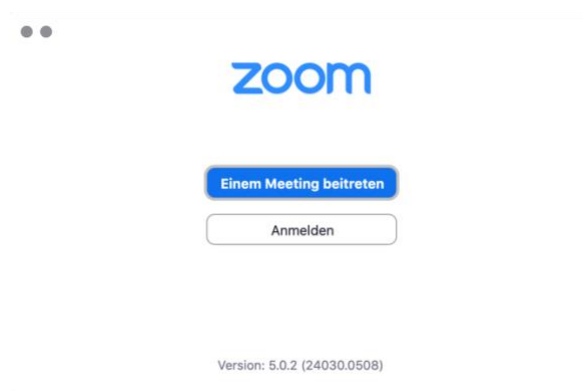 zoom
Einem Meeting beitreten
Anmelden
Version: 5.0.2 (24030.0508)